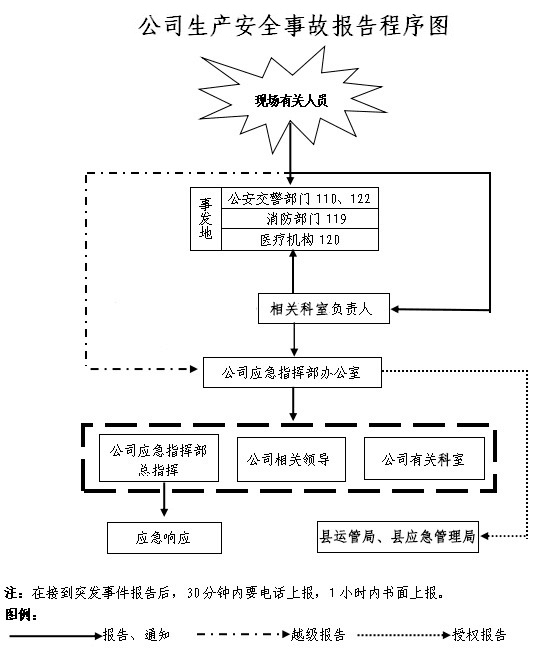 公司生产安全事故报告程序图
现场有关人员
事发地
公安交警部门 110、122
消防部门 119
医疗机构 120
相关科室负责人
公司应急指挥部办公室
公司应急指挥部
总指挥
公司相关领导
公司有关科室
应急响应
县运管局、县应急管理局
注：在接到突发事件报告后，30分钟内要电话上报，1小时内书面上报。
图例：
报告、通知 越级报告 授权报告